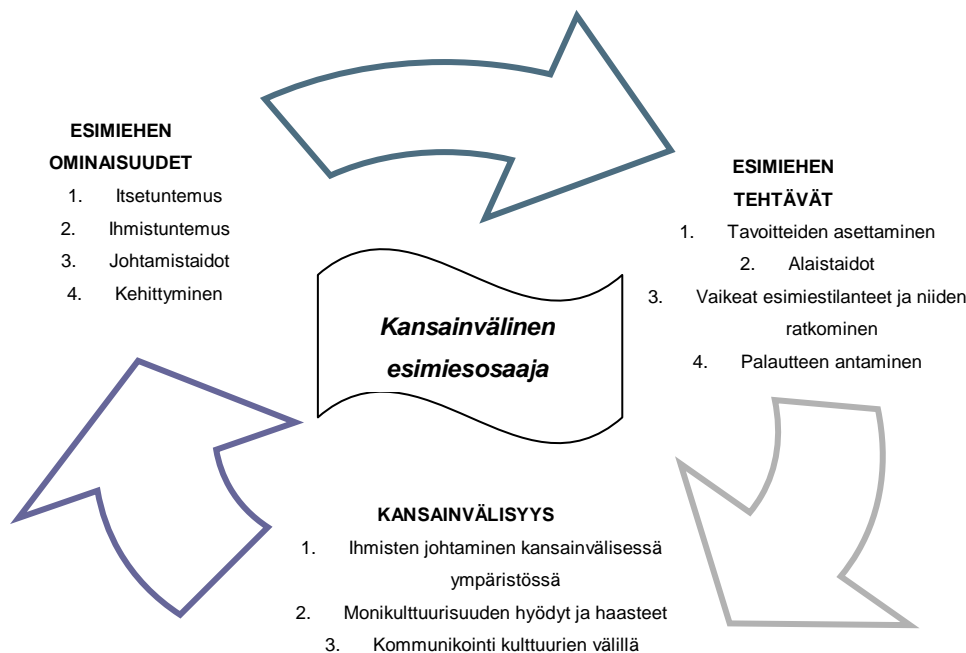 ESIMIEHEN
OMINAISUUDET
1. Itsetuntemus
2. Ihmistuntemus
3. Johtamistaidot
4. Kehittyminen
ESIMIEHEN
TEHTÄVÄT
1. Tavoitteiden asettaminen
2. Alaistaidot
3. Vaikeat esimiestilanteet ja niiden
ratkominen
4. Palautteen antaminen
Kansainvälinen
esimiesosaaja
KANSAINVÄLISYYS
1. Ihmisten johtaminen kansainvälisessä
ympäristössä
2. Monikulttuurisuuden hyödyt ja haasteet
3. Kommunikointi kulttuurien välillä